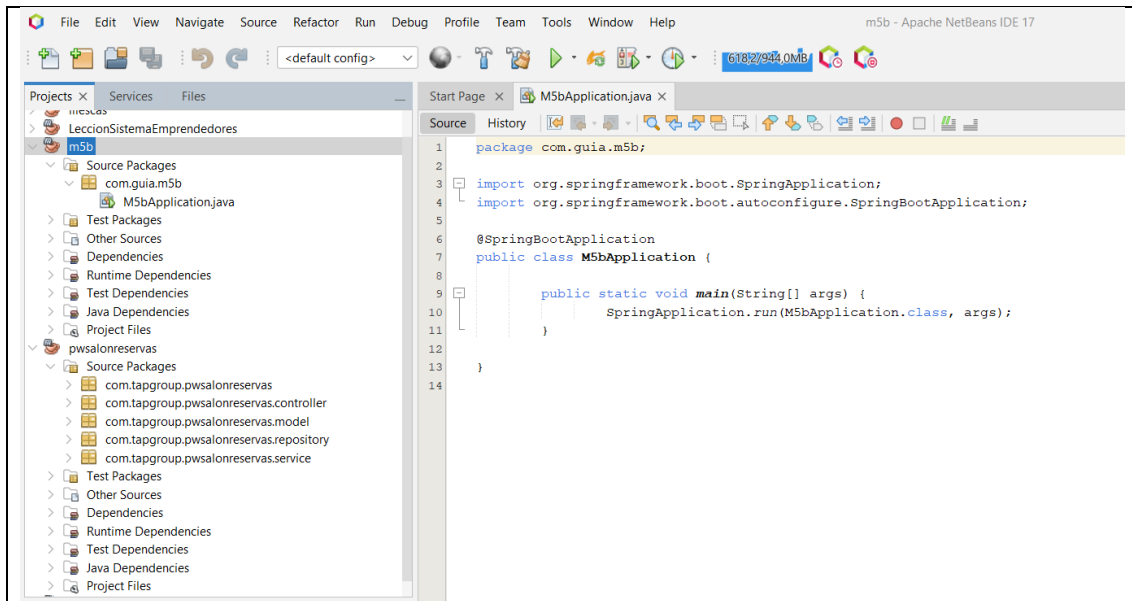 File Edit View Navigate Source Refactor Run Debug Profile Team Tools Window Help m5b - Apache NetBeans IDE 17
<default config> 618,2/944,0MB
Projects Services Files
LeccionSistemaEmprendedores
m5b
Source Packages
com.guia.m5b
M5bApplication.java
Test Packages
Other Sources
Dependencies
Runtime Dependencies
Test Dependencies
Java Dependencies
Project Files
pwsalonreservas
Source Packages
com.tapgroup.pwsalonreservas
com.tapgroup.pwsalonreservas.controller
com.tapgroup.pwsalonreservas.model
com.tapgroup.pwsalonreservas.repository
com.tapgroup.pwsalonreservas.service
Test Packages
Other Sources
Dependencies
Runtime Dependencies
Test Dependencies
Java Dependencies
Project Files
Start Page M5bApplication.java
Source History
1 package com.guia.m5b;
2
3 import org.springframework.boot.SpringApplication;
4 import org.springframework.boot.autoconfigure.SpringBootApplication;
5
6 @SpringBootApplication
7 public class M5bApplication {
8
9 public static void main(String[] args) {
10 SpringApplication.run(M5bApplication.class, args);
11 }
12
13 }
14